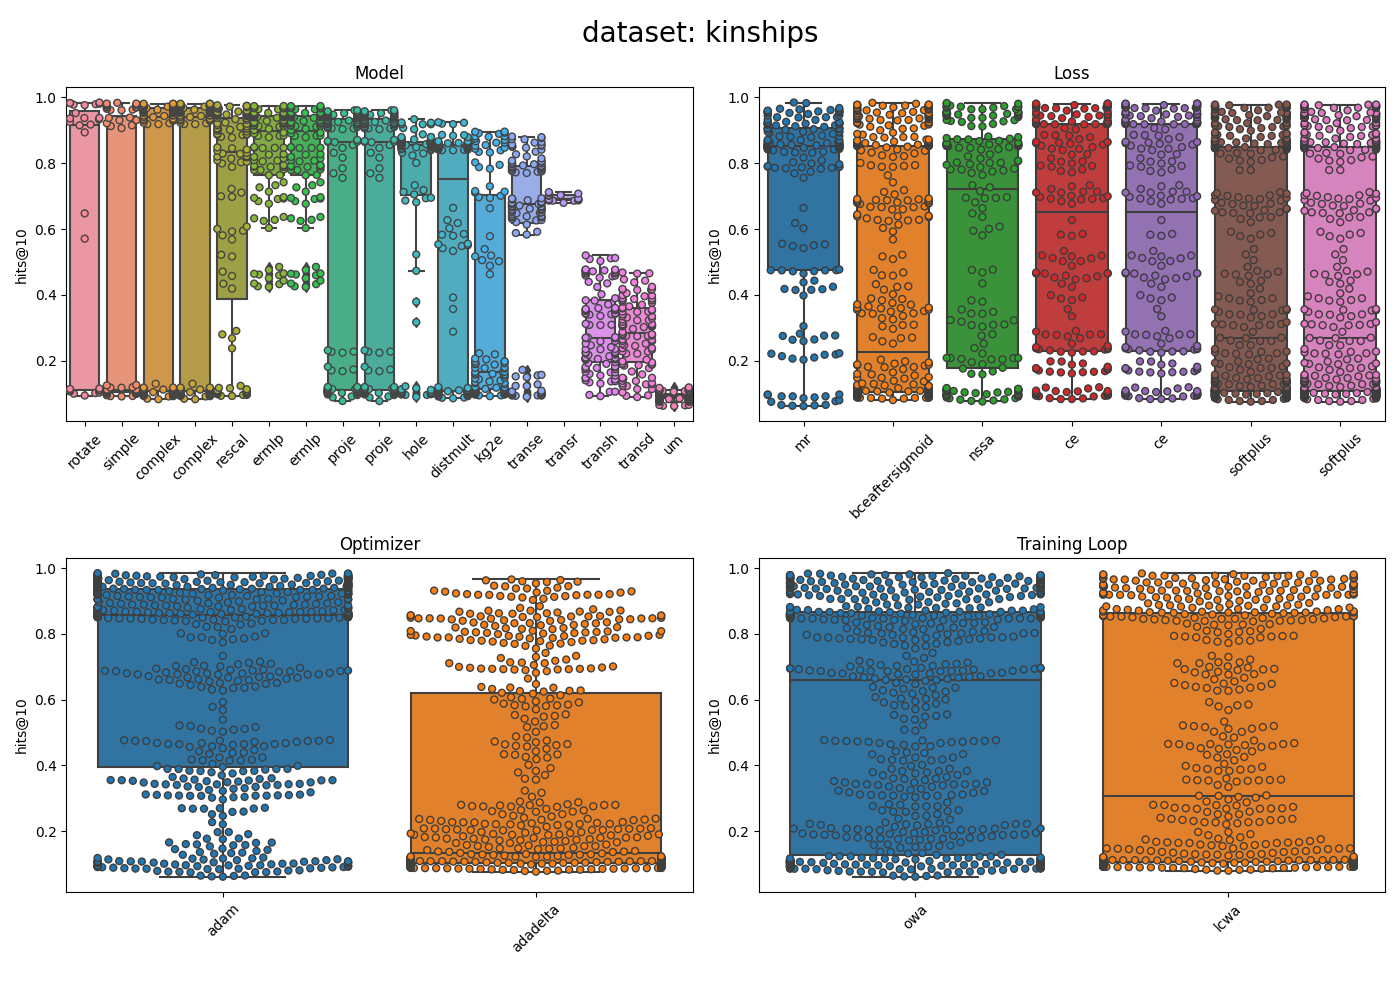 dataset: kinships
Model
hits@10
1.0
0.8
0.6
0.4
0.2
rotate
simple
complex
complex
rescal
ermlp
ermlp
proje
proje
hole
distmult
kg2e
transe
transr
transh
transd
um
Loss
hits@10
1.0
0.8
0.6
0.4
0.2
mr
bceaftersigmoid
nssa
ce
ce
softplus
softplus
Optimizer
hits@10
1.0
0.8
0.6
0.4
0.2
adam
adadelta
Training Loop
hits@10
1.0
0.8
0.6
0.4
0.2
owa
lcwa